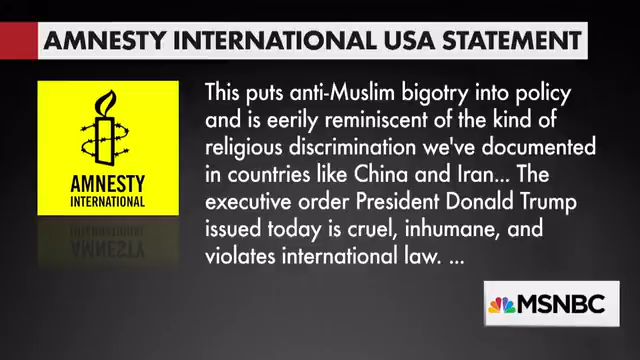 AMNESTY INTERNATIONAL USA STATEMENT
This puts anti-Muslim bigotry into policy
and is eerily reminiscent of the kind of
religious discrimination we've documented
in countries like China and Iran... The
executive order President Donald Trump
issued today is cruel, inhumane, and
violates international law. ...
AMNESTY
INTERNATIONAL
MSNBC